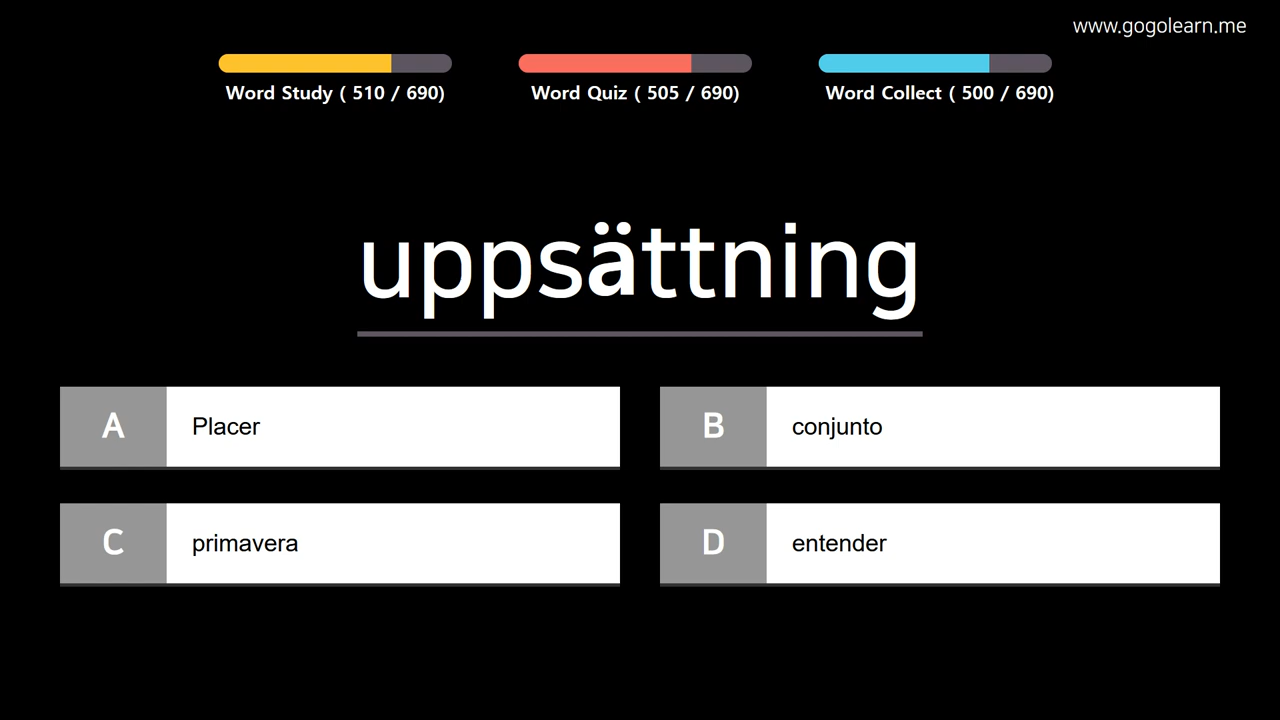 www.gogolearn.me
Word Study ( 510 / 690)
Word Quiz ( 505 / 690)
Word Collect ( 500 / 690)
uppsättning
A Placer
B conjunto
C primavera
D entender